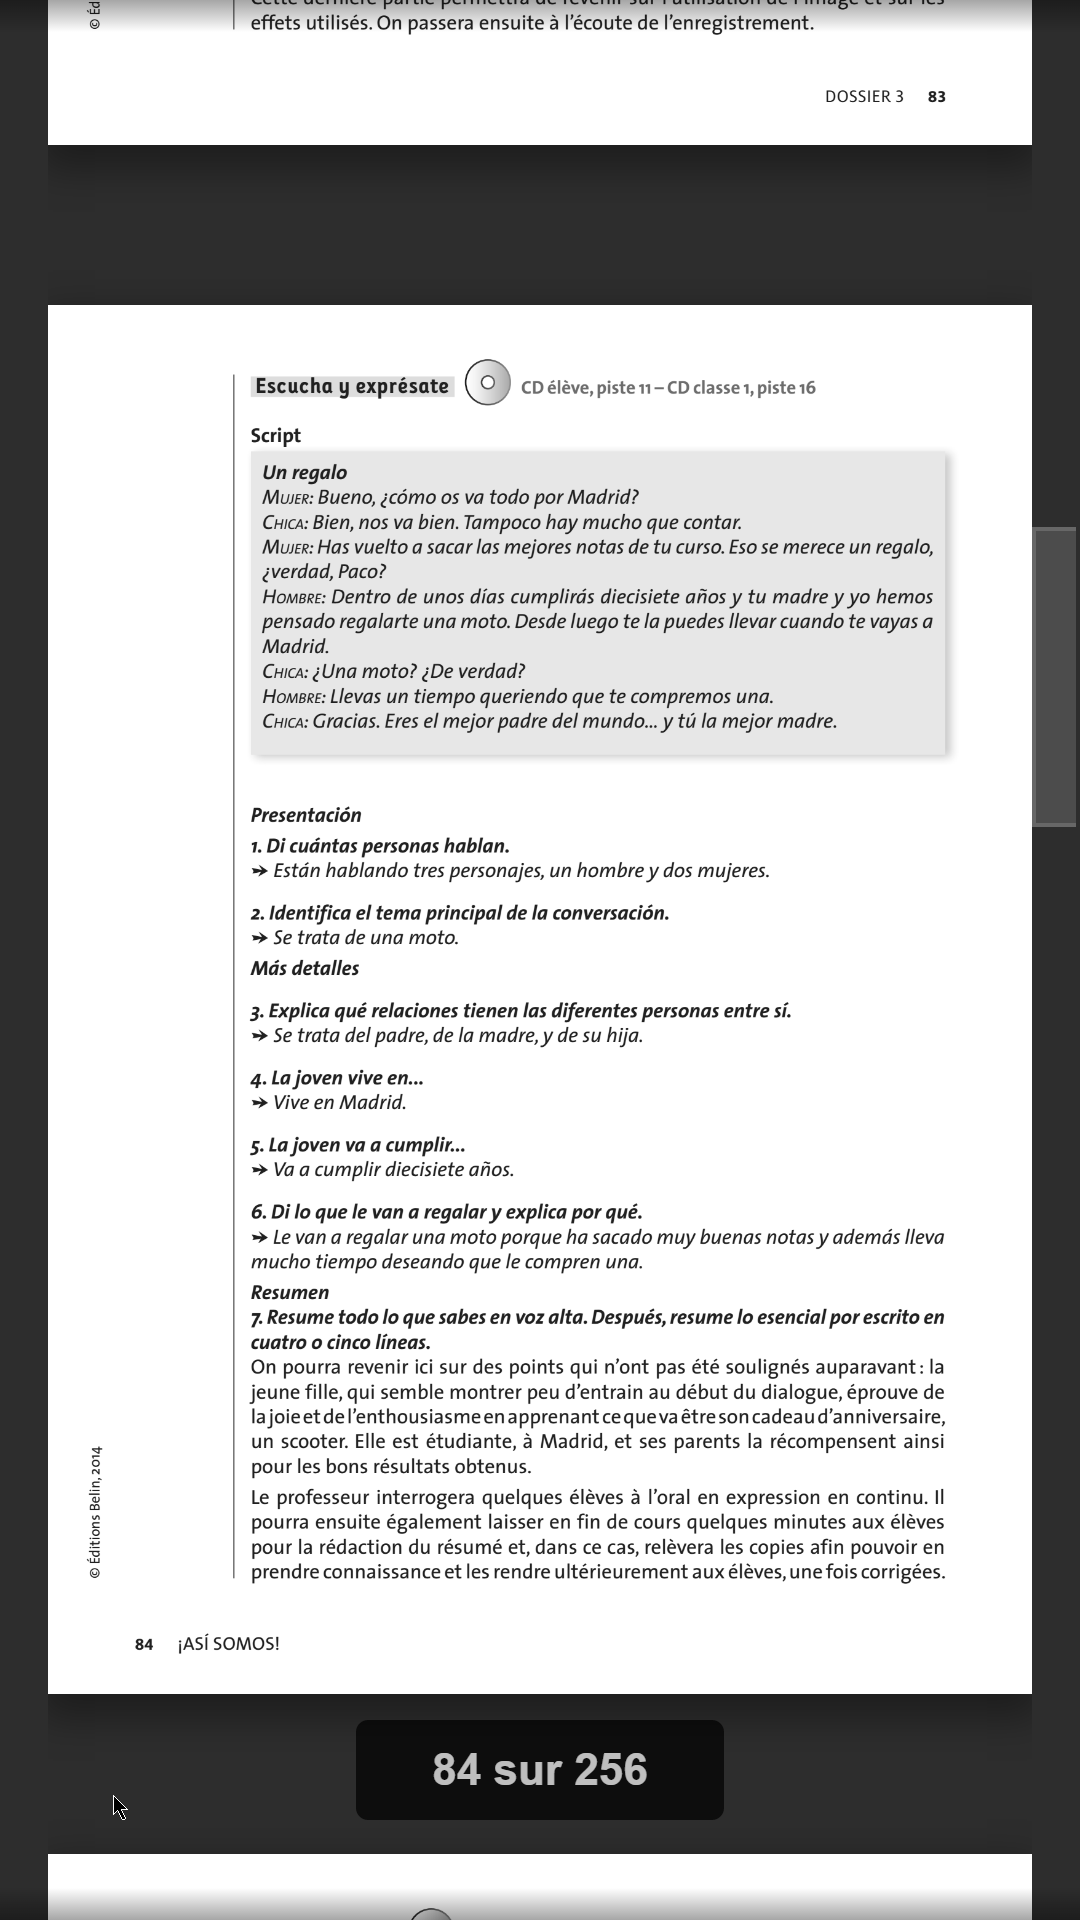 effets utilisés. On passera ensuite à l'écoute de l'enregistrement.
DOSSIER 3 83
Escucha y exprésate CD élève, piste 11 – CD classe 1, piste 16
Script
Un regalo
MUJER: Bueno, ¿cómo os va todo por Madrid?
CHICA: Bien, nos va bien. Tampoco hay mucho que contar.
MUJER: Has vuelto a sacar las mejores notas de tu curso. Eso se merece un regalo,
¿verdad, Paco?
HOMBRE: Dentro de unos días cumplirás diecisiete años y tu madre y yo hemos
pensado regalarte una moto. Desde luego te la puedes llevar cuando te vayas a
Madrid.
CHICA: ¿Una moto? ¿De verdad?
HOMBRE: Llevas un tiempo queriendo que te compremos una.
CHICA: Gracias. Eres el mejor padre del mundo... y tú la mejor madre.
Presentación
1. Di cuántas personas hablan.
➔ Están hablando tres personajes, un hombre y dos mujeres.
2. Identifica el tema principal de la conversación.
➔ Se trata de una moto.
Más detalles
3. Explica qué relaciones tienen las diferentes personas entre sí.
➔ Se trata del padre, de la madre, y de su hija.
4. La joven vive en...
➔ Vive en Madrid.
5. La joven va a cumplir...
➔ Va a cumplir diecisiete años.
6. Di lo que le van a regalar y explica por qué.
➔ Le van a regalar una moto porque ha sacado muy buenas notas y además lleva
mucho tiempo deseando que le compren una.
Resumen
7. Resume todo lo que sabes en voz alta. Después, resume lo esencial por escrito en
cuatro o cinco líneas.
On pourra revenir ici sur des points qui n'ont pas été soulignés auparavant : la
jeune fille, qui semble montrer peu d'entrain au début du dialogue, éprouve de
la joie et de l'enthousiasme en apprenant ce que va être son cadeau d'anniversaire,
un scooter. Elle est étudiante, à Madrid, et ses parents la récompensent ainsi
pour les bons résultats obtenus.
Le professeur interrogera quelques élèves à l'oral en expression en continu. Il
pourra ensuite également laisser en fin de cours quelques minutes aux élèves
pour la rédaction du résumé et, dans ce cas, relèvera les copies afin pouvoir en
prendre connaissance et les rendre ultérieurement aux élèves, une fois corrigées.
© Éditions Belin, 2014
84 ¡ASÍ SOMOS!
84 sur 256